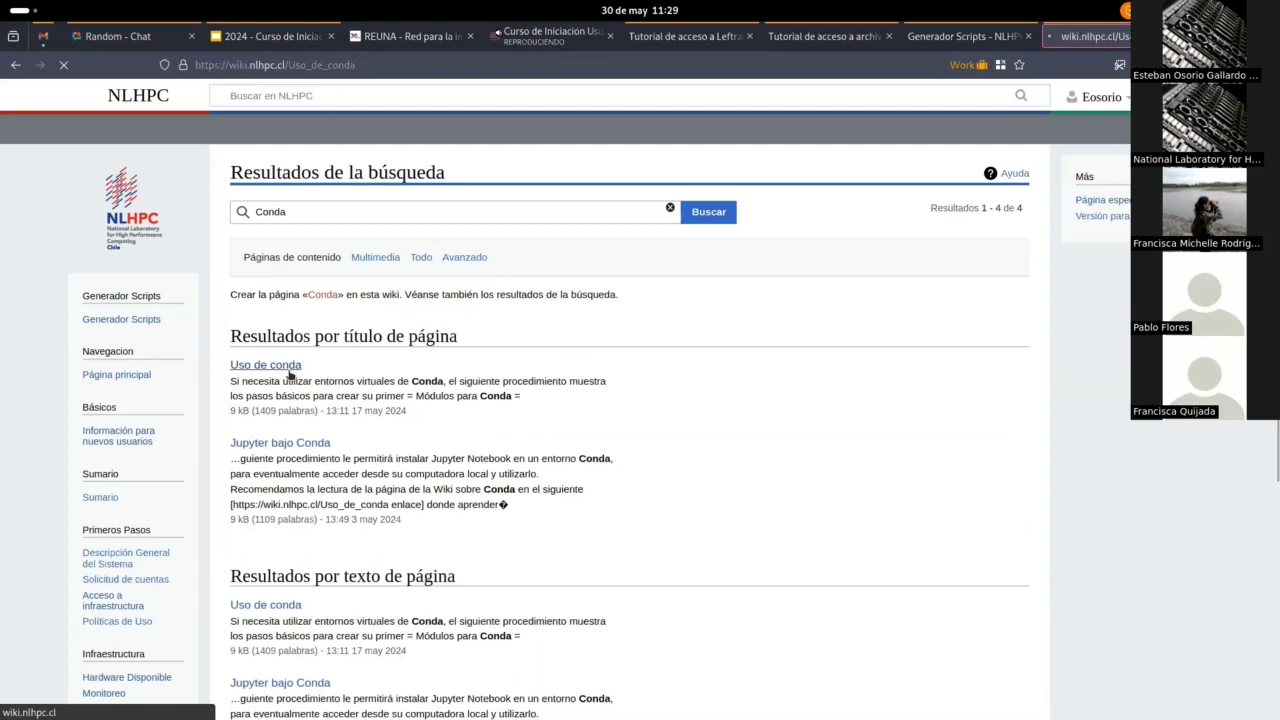 30 de may 11:29
Random - Chat
2024 - Curso de Inicia
REUNA - Red para la in
Curso de Iniciación Usu
REPRODUCIENDO
Tutorial de acceso a Leftra
Tutorial de acceso a archiv
Generador Scripts - NLHP
wiki.nlhpc.cl/Us
https://wiki.nlhpc.cl/Uso_de_conda
Work
NLHPC
Buscar en NLHPC
Eosorio
NLHPC
National Laboratory
for High Performance
Computing
Chile
Resultados de la búsqueda
Ayuda
Conda
Buscar
Resultados 1 - 4 de 4
Páginas de contenido Multimedia Todo Avanzado
Crear la página «Conda» en esta wiki. Véanse también los resultados de la búsqueda.
Resultados por título de página
Uso de conda
Si necesita utilizar entornos virtuales de Conda, el siguiente procedimiento muestra
los pasos básicos para crear su primer = Módulos para Conda =
9 kB (1409 palabras) - 13:11 17 may 2024
Jupyter bajo Conda
…guiente procedimiento le permitirá instalar Jupyter Notebook en un entorno Conda,
para eventualmente acceder desde su computadora local y utilizarlo.
Recomendamos la lectura de la página de la Wiki sobre Conda en el siguiente
[https://wiki.nlhpc.cl/Uso_de_conda enlace] donde aprender�
9 kB (1109 palabras) - 13:49 3 may 2024
Resultados por texto de página
Uso de conda
Si necesita utilizar entornos virtuales de Conda, el siguiente procedimiento muestra
los pasos básicos para crear su primer = Módulos para Conda =
9 kB (1409 palabras) - 13:11 17 may 2024
Jupyter bajo Conda
…guiente procedimiento le permitirá instalar Jupyter Notebook en un entorno Conda,
para eventualmente acceder desde su computadora local y utilizarlo.
Generador Scripts
Generador Scripts
Navegacion
Página principal
Básicos
Información para
nuevos usuarios
Sumario
Sumario
Primeros Pasos
Descripción General
del Sistema
Solicitud de cuentas
Acceso a
infraestructura
Políticas de Uso
Infraestructura
Hardware Disponible
Monitoreo
wiki.nlhpc.cl
Más
Página espe
Versión para
Esteban Osorio Gallardo ...
National Laboratory for H...
Francisca Michelle Rodríg...
Pablo Flores
Francisca Quijada